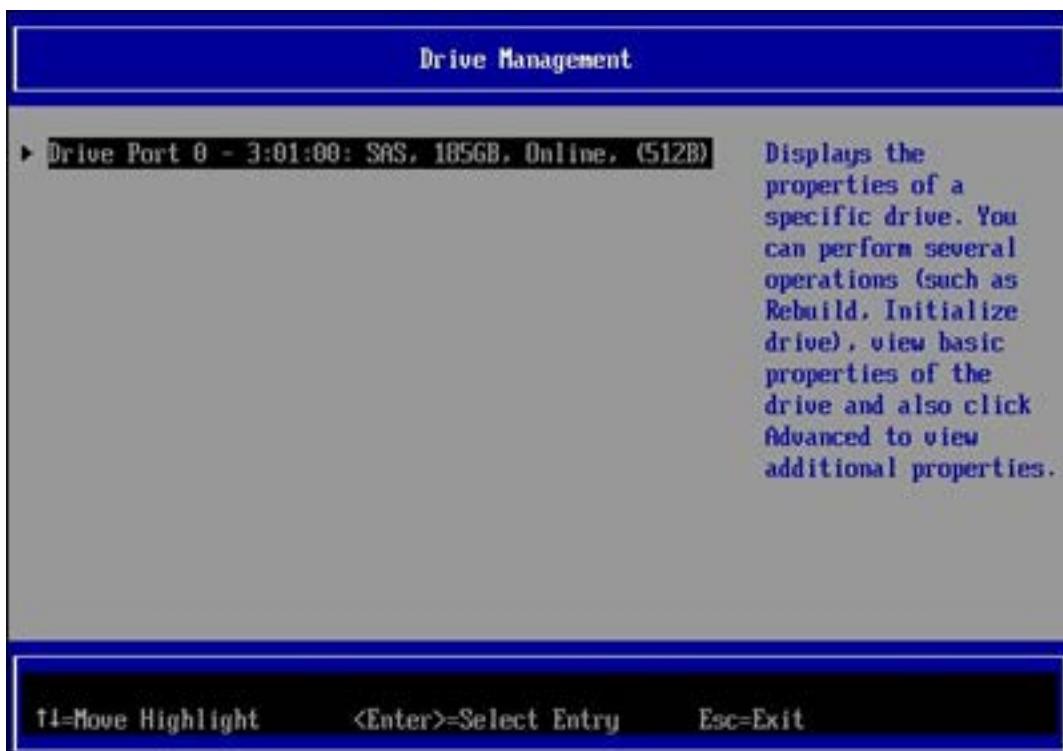 Drive Management
Drive Port 0 - 3:01:00: SAS, 185GB, Online, (512B)
Displays the
properties of a
specific drive. You
can perform several
operations (such as
Rebuild, Initialize
drive), view basic
properties of the
drive and also click
Advanced to view
additional properties.
↑↓=Move Highlight <Enter>=Select Entry Esc=Exit